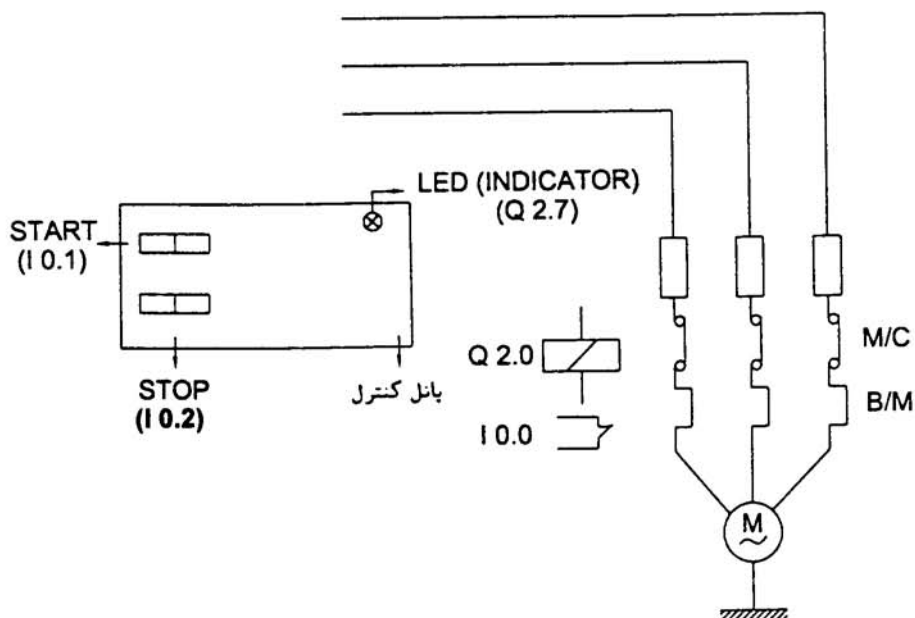 LED (INDICATOR)
(Q 2.7)
START
(I 0.1)
STOP
(I 0.2)
پانل کنترل
Q 2.0
I 0.0
M/C
B/M
M
~